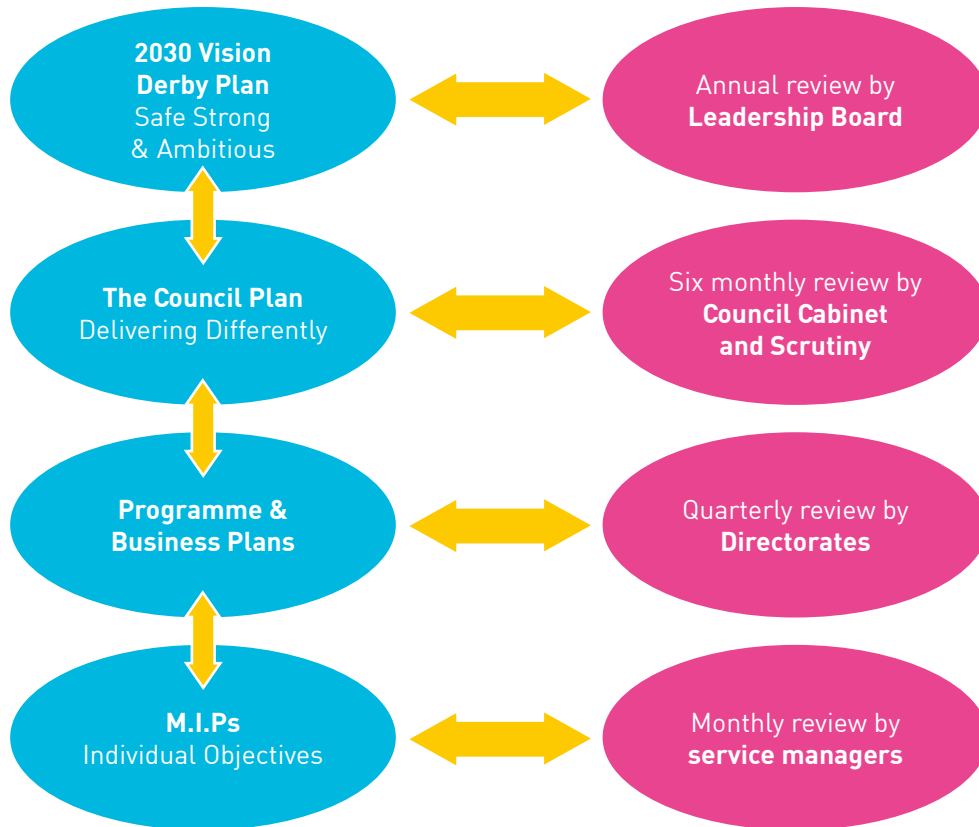 2030 Vision
Derby Plan
Safe Strong
& Ambitious
Annual review by
Leadership Board
The Council Plan
Delivering Differently
Six monthly review by
Council Cabinet
and Scrutiny
Programme &
Business Plans
Quarterly review by
Directorates
M.I.Ps
Individual Objectives
Monthly review by
service managers